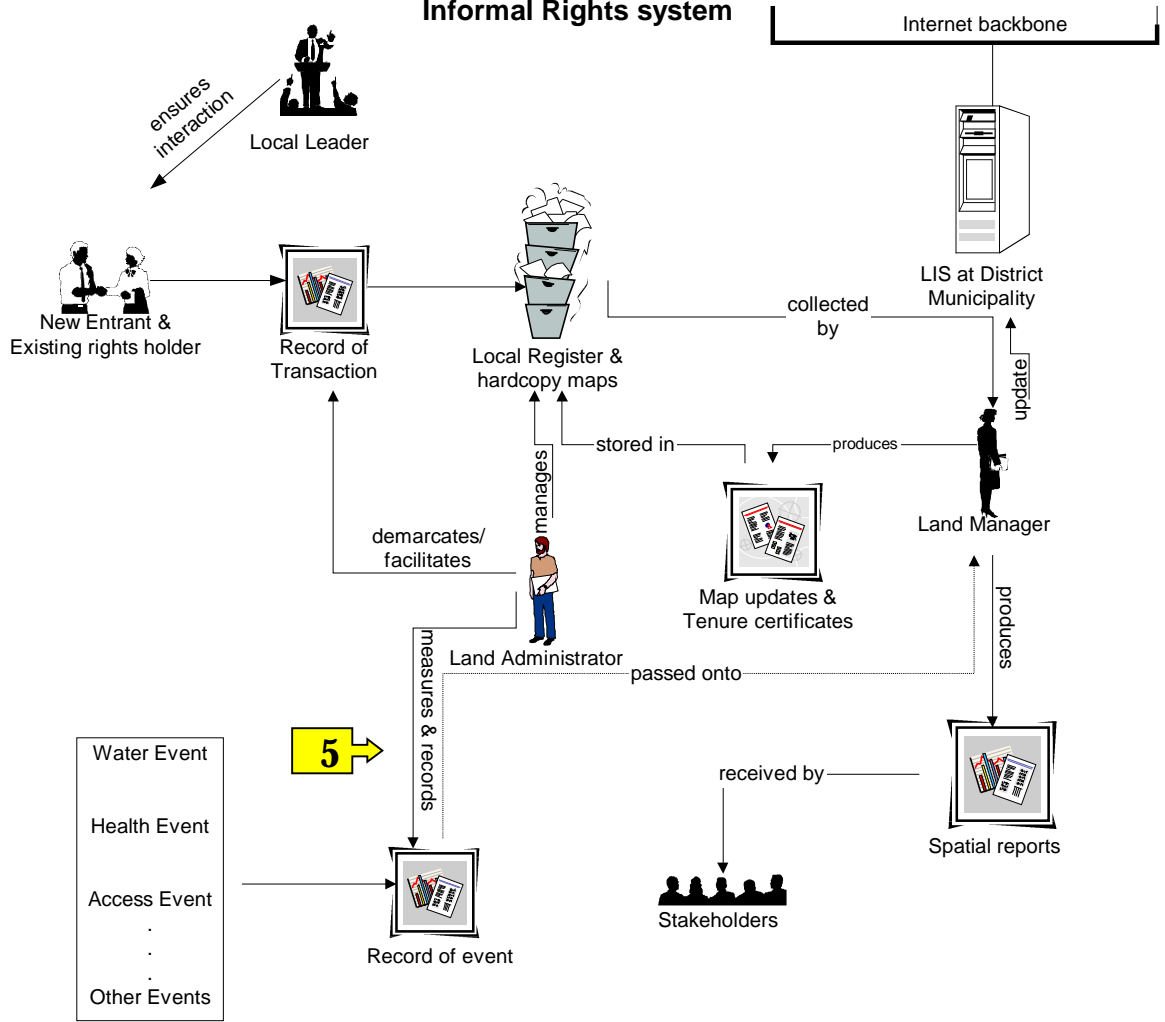 Informal Rights system
Internet backbone
ensures
interaction
Local Leader
LIS at District
Municipality
New Entrant &
Existing rights holder
Record of
Transaction
Local Register &
hardcopy maps
collected
by
update
stored in
produces
manages
Land Manager
demarcates/
facilitates
Map updates &
Tenure certificates
produces
Land Administrator
measures & records
passed onto
5
Water Event
Health Event
Access Event
.
.
.
Other Events
received by
Spatial reports
Stakeholders
Record of event